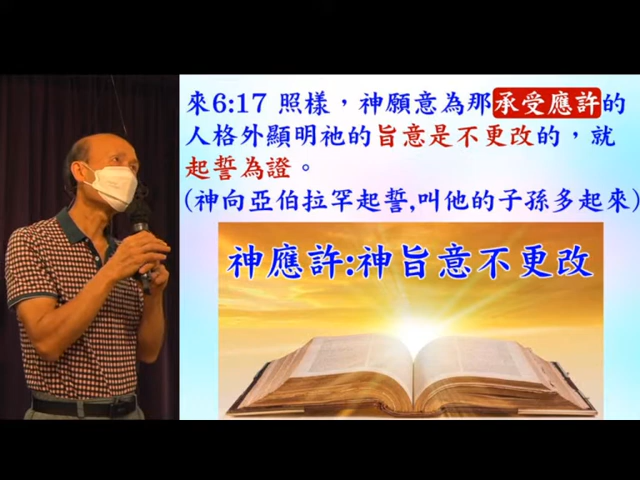 來6:17 照樣，神願意為那承受應許的
人格外顯明祂的旨意是不更改的，就
起誓為證。
(神向亞伯拉罕起誓,叫他的子孫多起來)
神應許:神旨意不更改